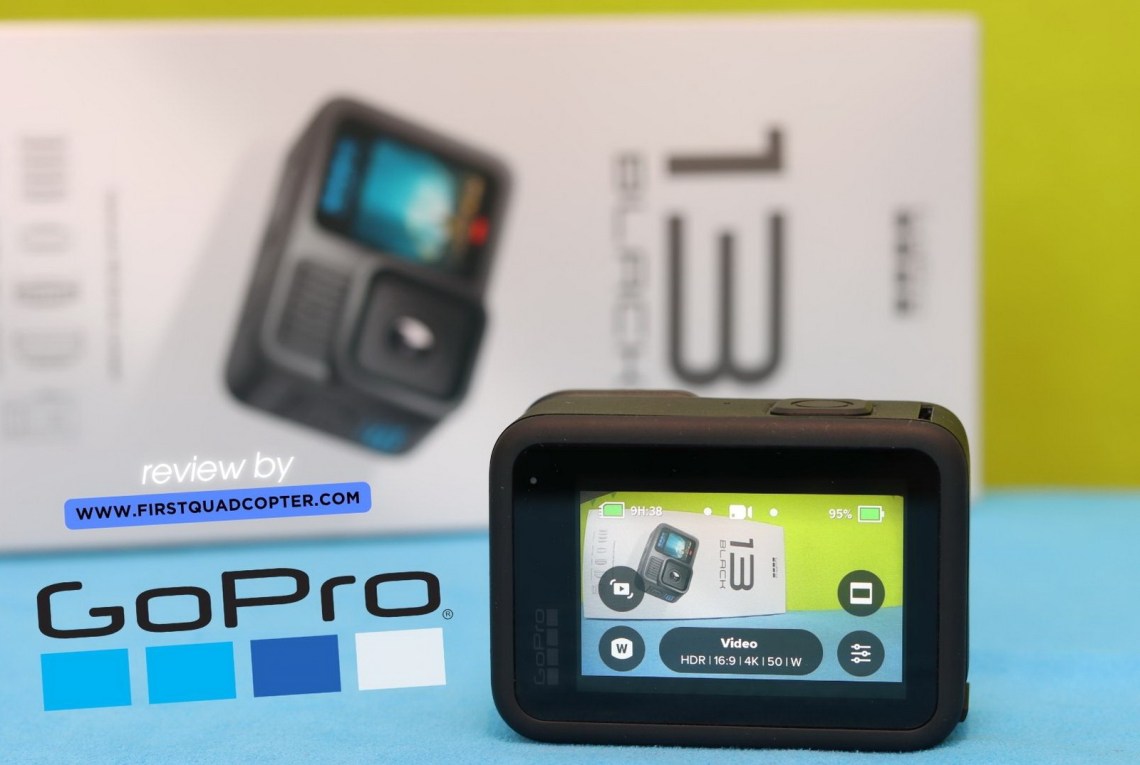 13
BLACK
review by
WWW.FIRSTQUADCOPTER.COM
GoPro®
9H:38
95%
13
BLACK
W
Video
HDR | 16:9 | 4K | 50 | W
GoPro